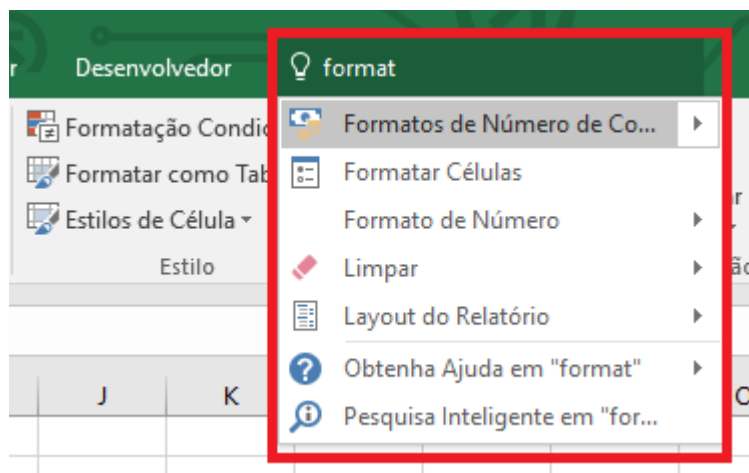 Desenvolvedor
format
Formatação Condic
Formatar como Tab
Estilos de Célula
Estilo
Formatos de Número de Co...
Formatar Células
Formato de Número
Limpar
Layout do Relatório
Obtenha Ajuda em "format"
Pesquisa Inteligente em "for...
J
K